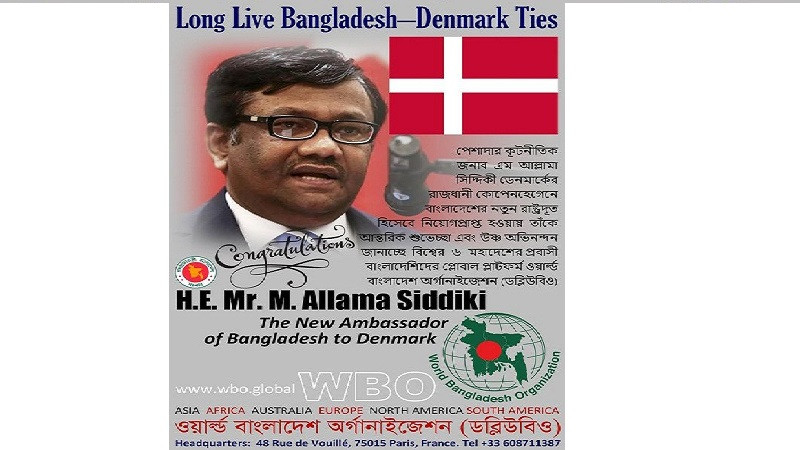 Long Live Bangladesh—Denmark Ties
পেশাদার কূটনীতিক
জনাব এম আল্লামা
সিদ্দিকী ডেনমার্কের
রাজধানী কোপেনহেগেনে
বাংলাদেশের নতুন রাষ্ট্রদূত
হিসেবে নিয়োগপ্রাপ্ত হওয়ায় তাঁকে
আন্তরিক শুভেচ্ছা এবং উষ্ণ অভিনন্দন
জানাচ্ছে বিশ্বের ৬ মহাদেশের প্রবাসী
বাংলাদেশিদের গ্লোবাল প্লাটফর্ম ওয়ার্ল্ড
বাংলাদেশ অর্গানাইজেশন (ডব্লিউবিও)
Congratulations
H.E. Mr. M. Allama Siddiki
The New Ambassador
of Bangladesh to Denmark
World Bangladesh Organization
www.wbo.global WBO
ASIA AFRICA AUSTRALIA EUROPE NORTH AMERICA SOUTH AMERICA
ওয়ার্ল্ড বাংলাদেশ অর্গানাইজেশন (ডব্লিউবিও)
Headquarters: 48 Rue de Vouillé, 75015 Paris, France. Tel +33 608711387